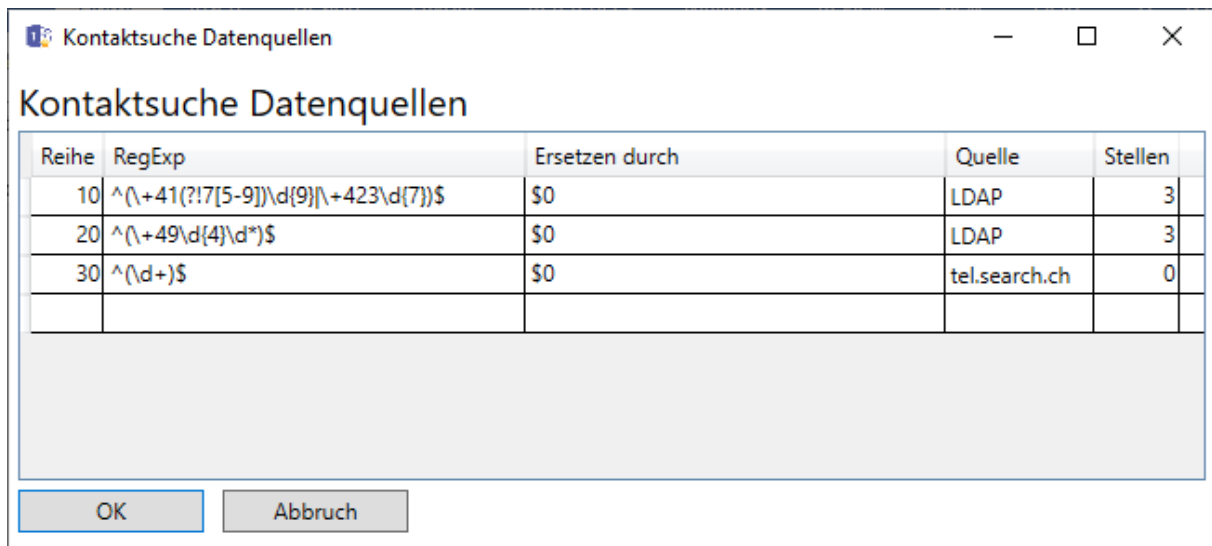 Kontaktsuche Datenquellen
Kontaktsuche Datenquellen
Reihe RegExp Ersetzen durch Quelle Stellen
10 ^(\+41(?!7[5-9])\d{9}|\+423\d{7})$ $0 LDAP 3
20 ^(\+49\d{4}\d*)$ $0 LDAP 3
30 ^(\d+)$ $0 tel.search.ch 0
OK Abbruch